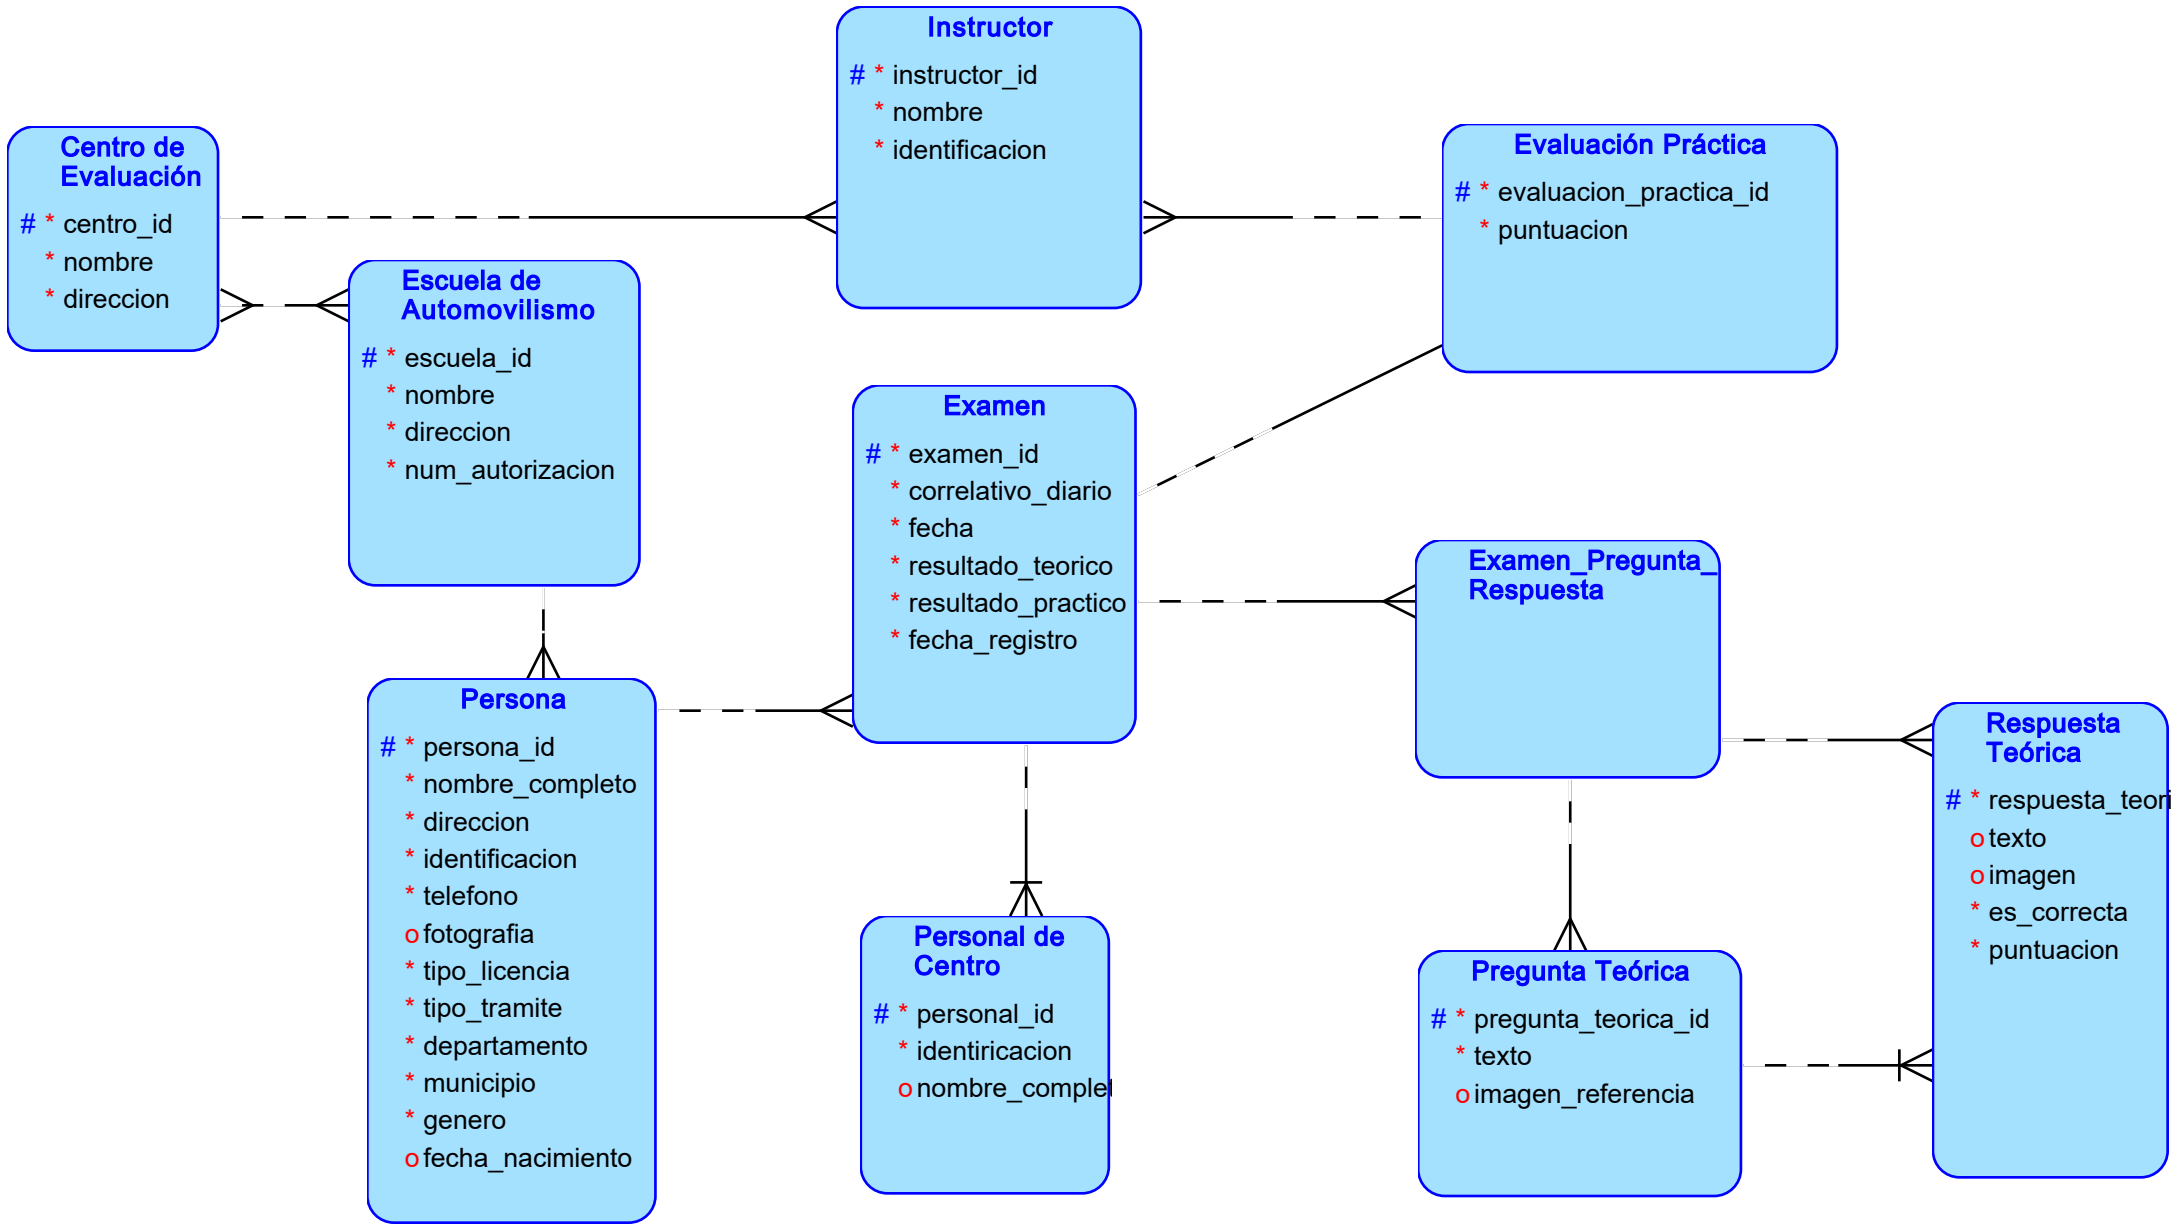 Instructor
# * instructor_id
* nombre
* identificacion
Centro de
Evaluación
# * centro_id
* nombre
* direccion
Evaluación Práctica
# * evaluacion_practica_id
* puntuacion
Escuela de
Automovilismo
# * escuela_id
* nombre
* direccion
* num_autorizacion
Examen
# * examen_id
* correlativo_diario
* fecha
* resultado_teorico
* resultado_practico
* fecha_registro
Examen_Pregunta_
Respuesta
Persona
# * persona_id
* nombre_completo
* direccion
* identificacion
* telefono
o fotografia
* tipo_licencia
* tipo_tramite
* departamento
* municipio
* genero
o fecha_nacimiento
Respuesta
Teórica
# * respuesta_teori
o texto
o imagen
* es_correcta
* puntuacion
Personal de
Centro
# * personal_id
* identiricacion
o nombre_complet
Pregunta Teórica
# * pregunta_teorica_id
* texto
o imagen_referencia